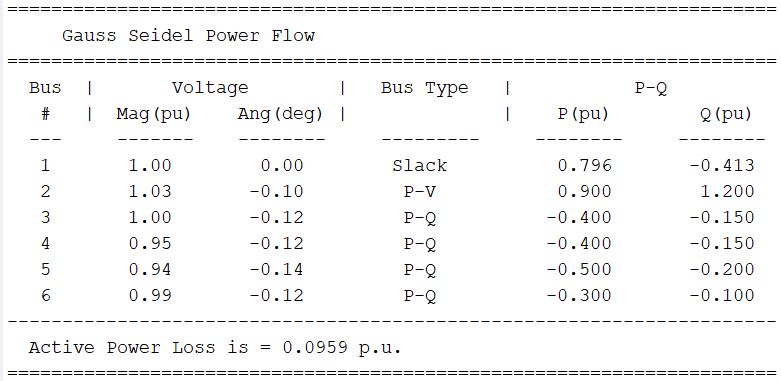 Gauss Seidel Power Flow
Bus | Voltage | Bus Type | P-Q
# | Mag(pu) Ang(deg) | | P(pu) Q(pu)
1 1.00 0.00 Slack 0.796 -0.413
2 1.03 -0.10 P-V 0.900 1.200
3 1.00 -0.12 P-Q -0.400 -0.150
4 0.95 -0.12 P-Q -0.400 -0.150
5 0.94 -0.14 P-Q -0.500 -0.200
6 0.99 -0.12 P-Q -0.300 -0.100
Active Power Loss is = 0.0959 p.u.